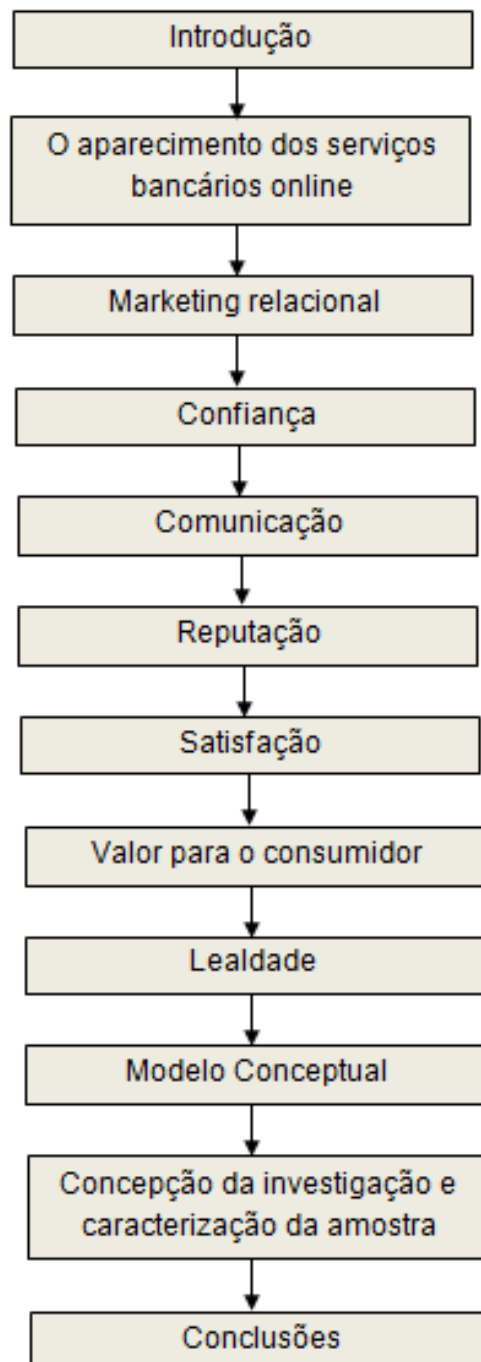 Introdução
O aparecimento dos serviços
bancários online
Marketing relacional
Confiança
Comunicação
Reputação
Satisfação
Valor para o consumidor
Lealdade
Modelo Conceptual
Concepção da investigação e
caracterização da amostra
Conclusões